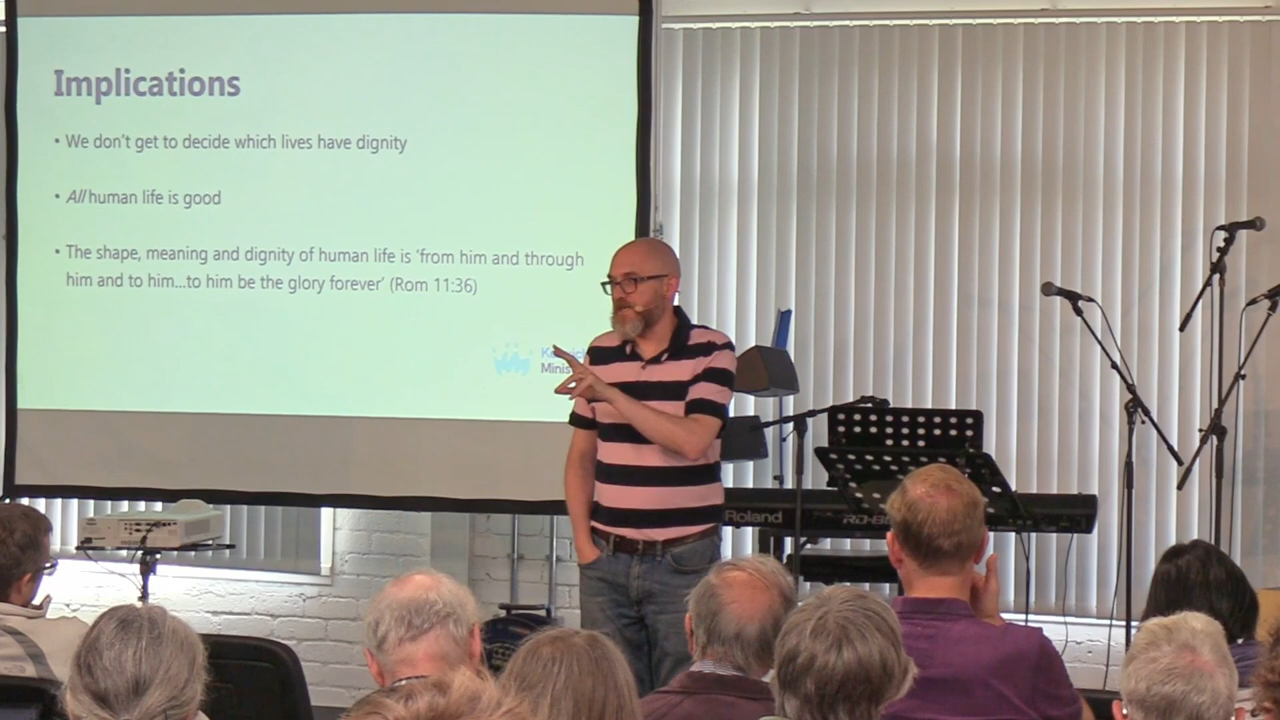 Implications
• We don't get to decide which lives have dignity
• All human life is good
• The shape, meaning and dignity of human life is 'from him and through
him and to him...to him be the glory forever' (Rom 11:36)
Roland